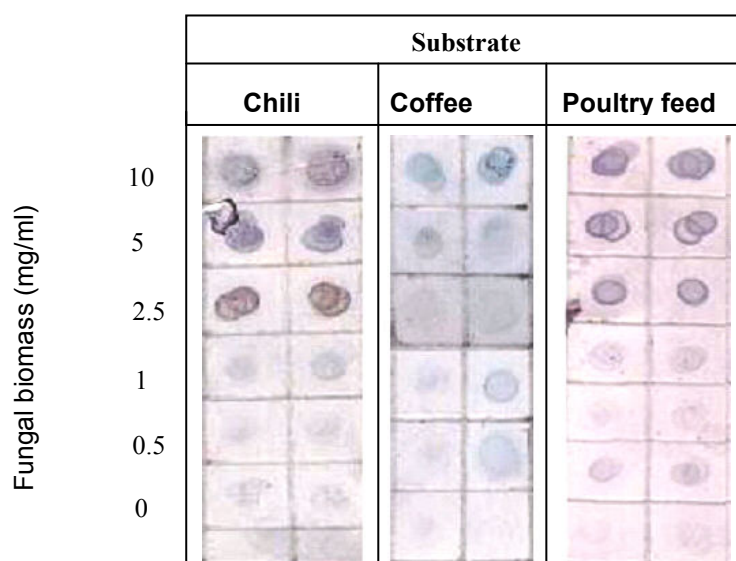 Substrate
Chili Coffee Poultry feed
Fungal biomass (mg/ml)
10
5
2.5
1
0.5
0